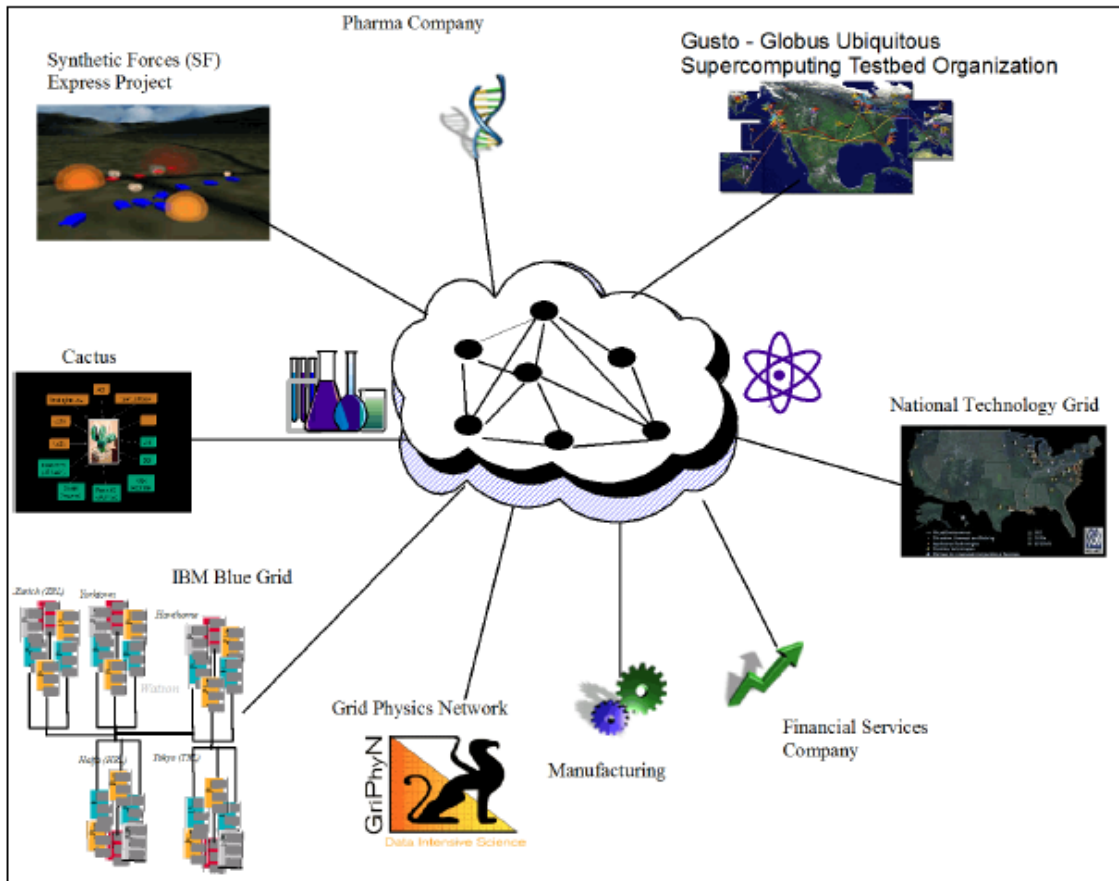 Pharma Company
Synthetic Forces (SF)
Express Project
Gusto - Globus Ubiquitous
Supercomputing Testbed Organization
Cactus
National Technology Grid
IBM Blue Grid
Zurich (ZRL)
Yorktown
Hawthorne
Watson
Haifa (HRL)
Tokyo (TRL)
Grid Physics Network
GriPhyN
Data Intensive Science
Manufacturing
Financial Services
Company